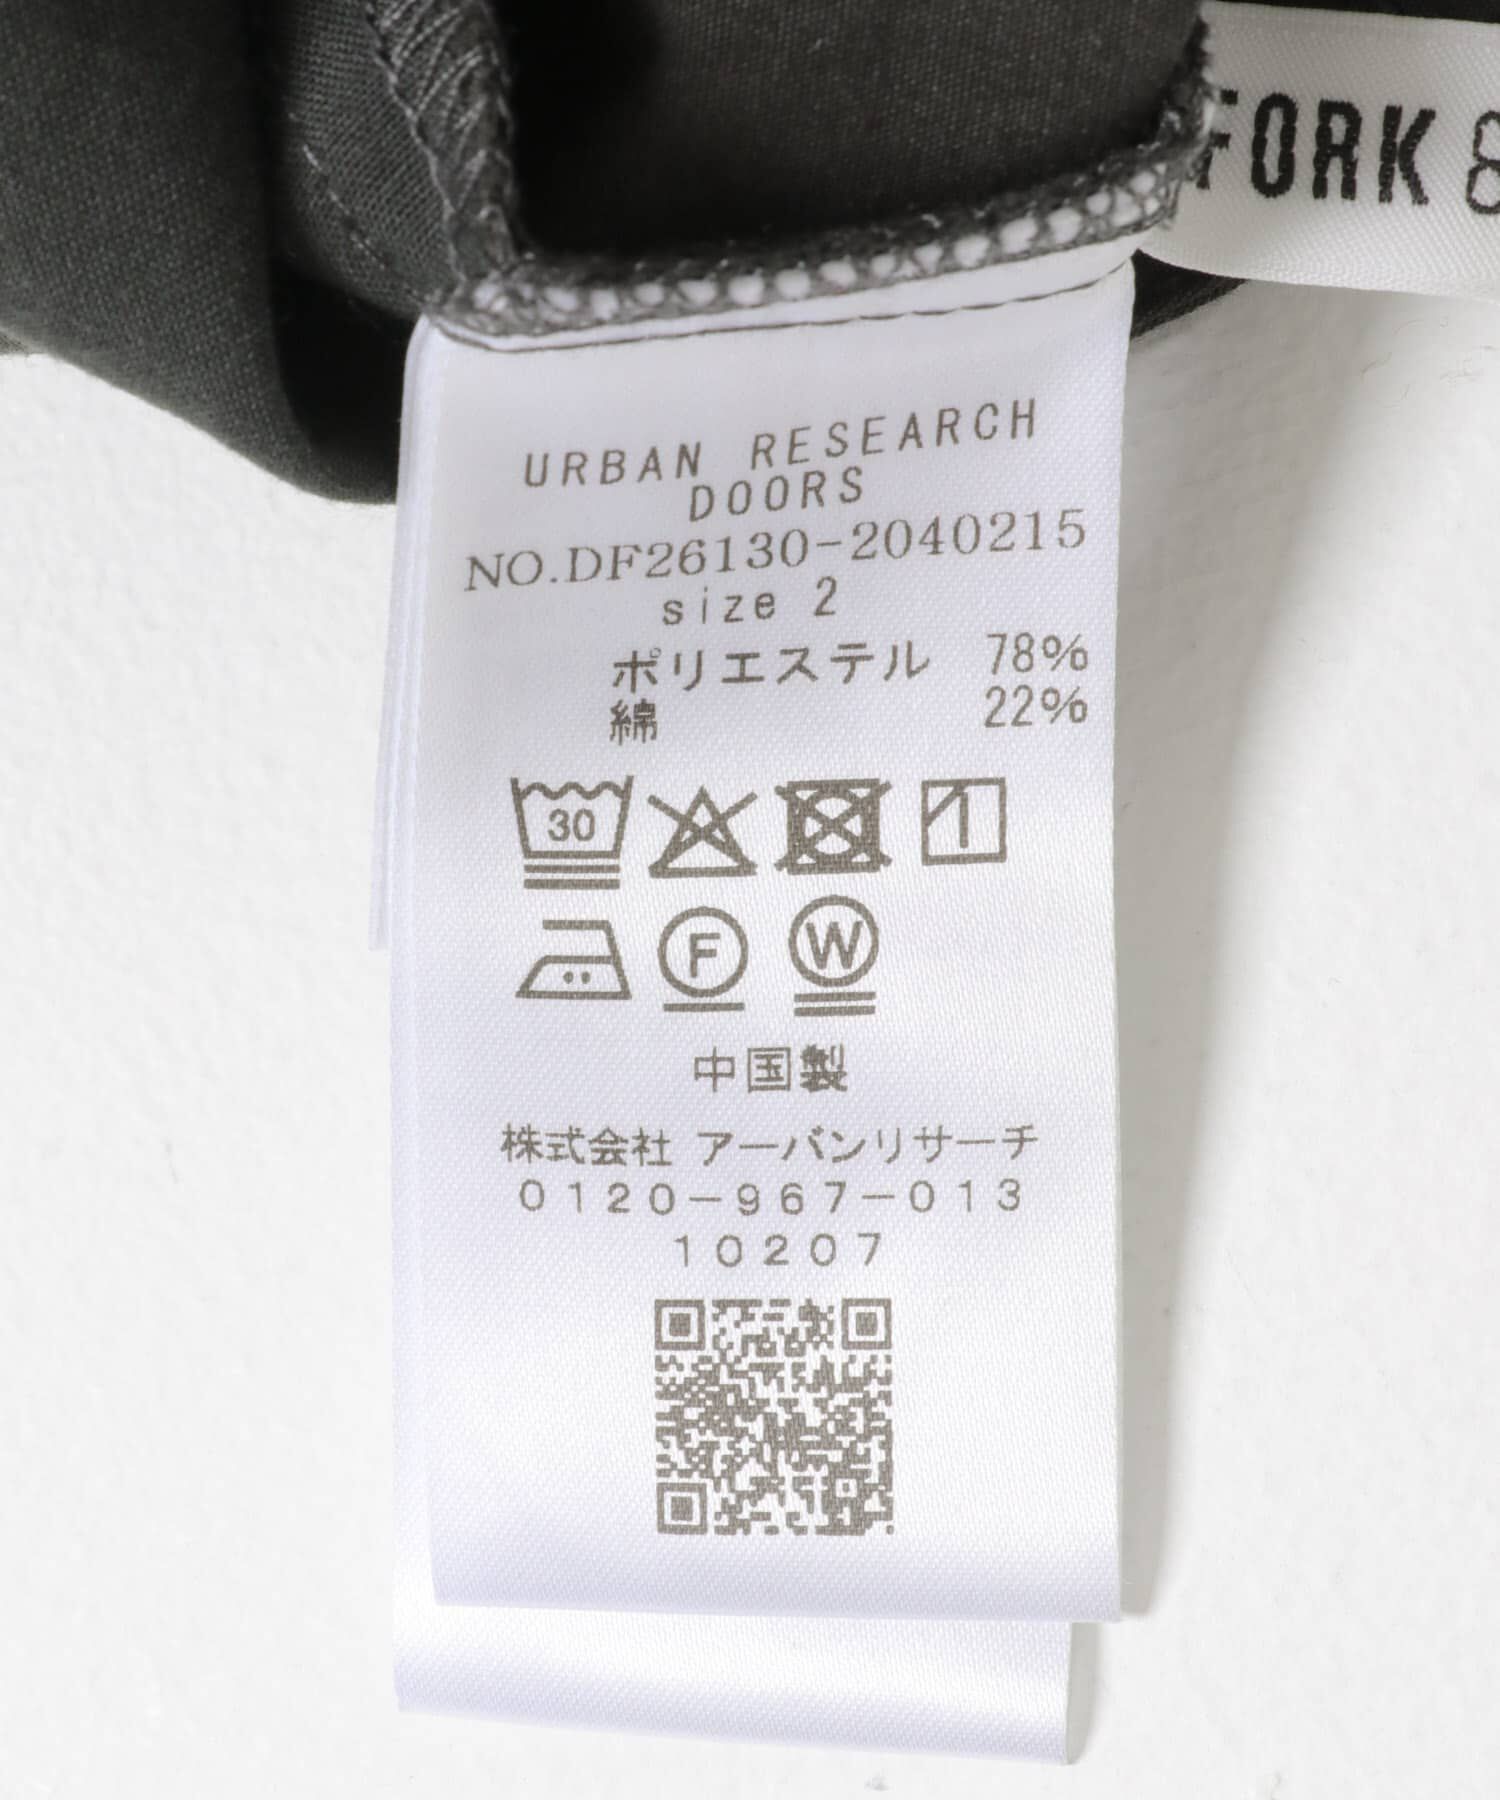 FORK
URBAN RESEARCH
DOORS
NO.DF26130-2040215
size 2
ポリエステル 78%
綿 22%
30
F W
中国製
株式会社 アーバンリサーチ
0120-967-013
10207